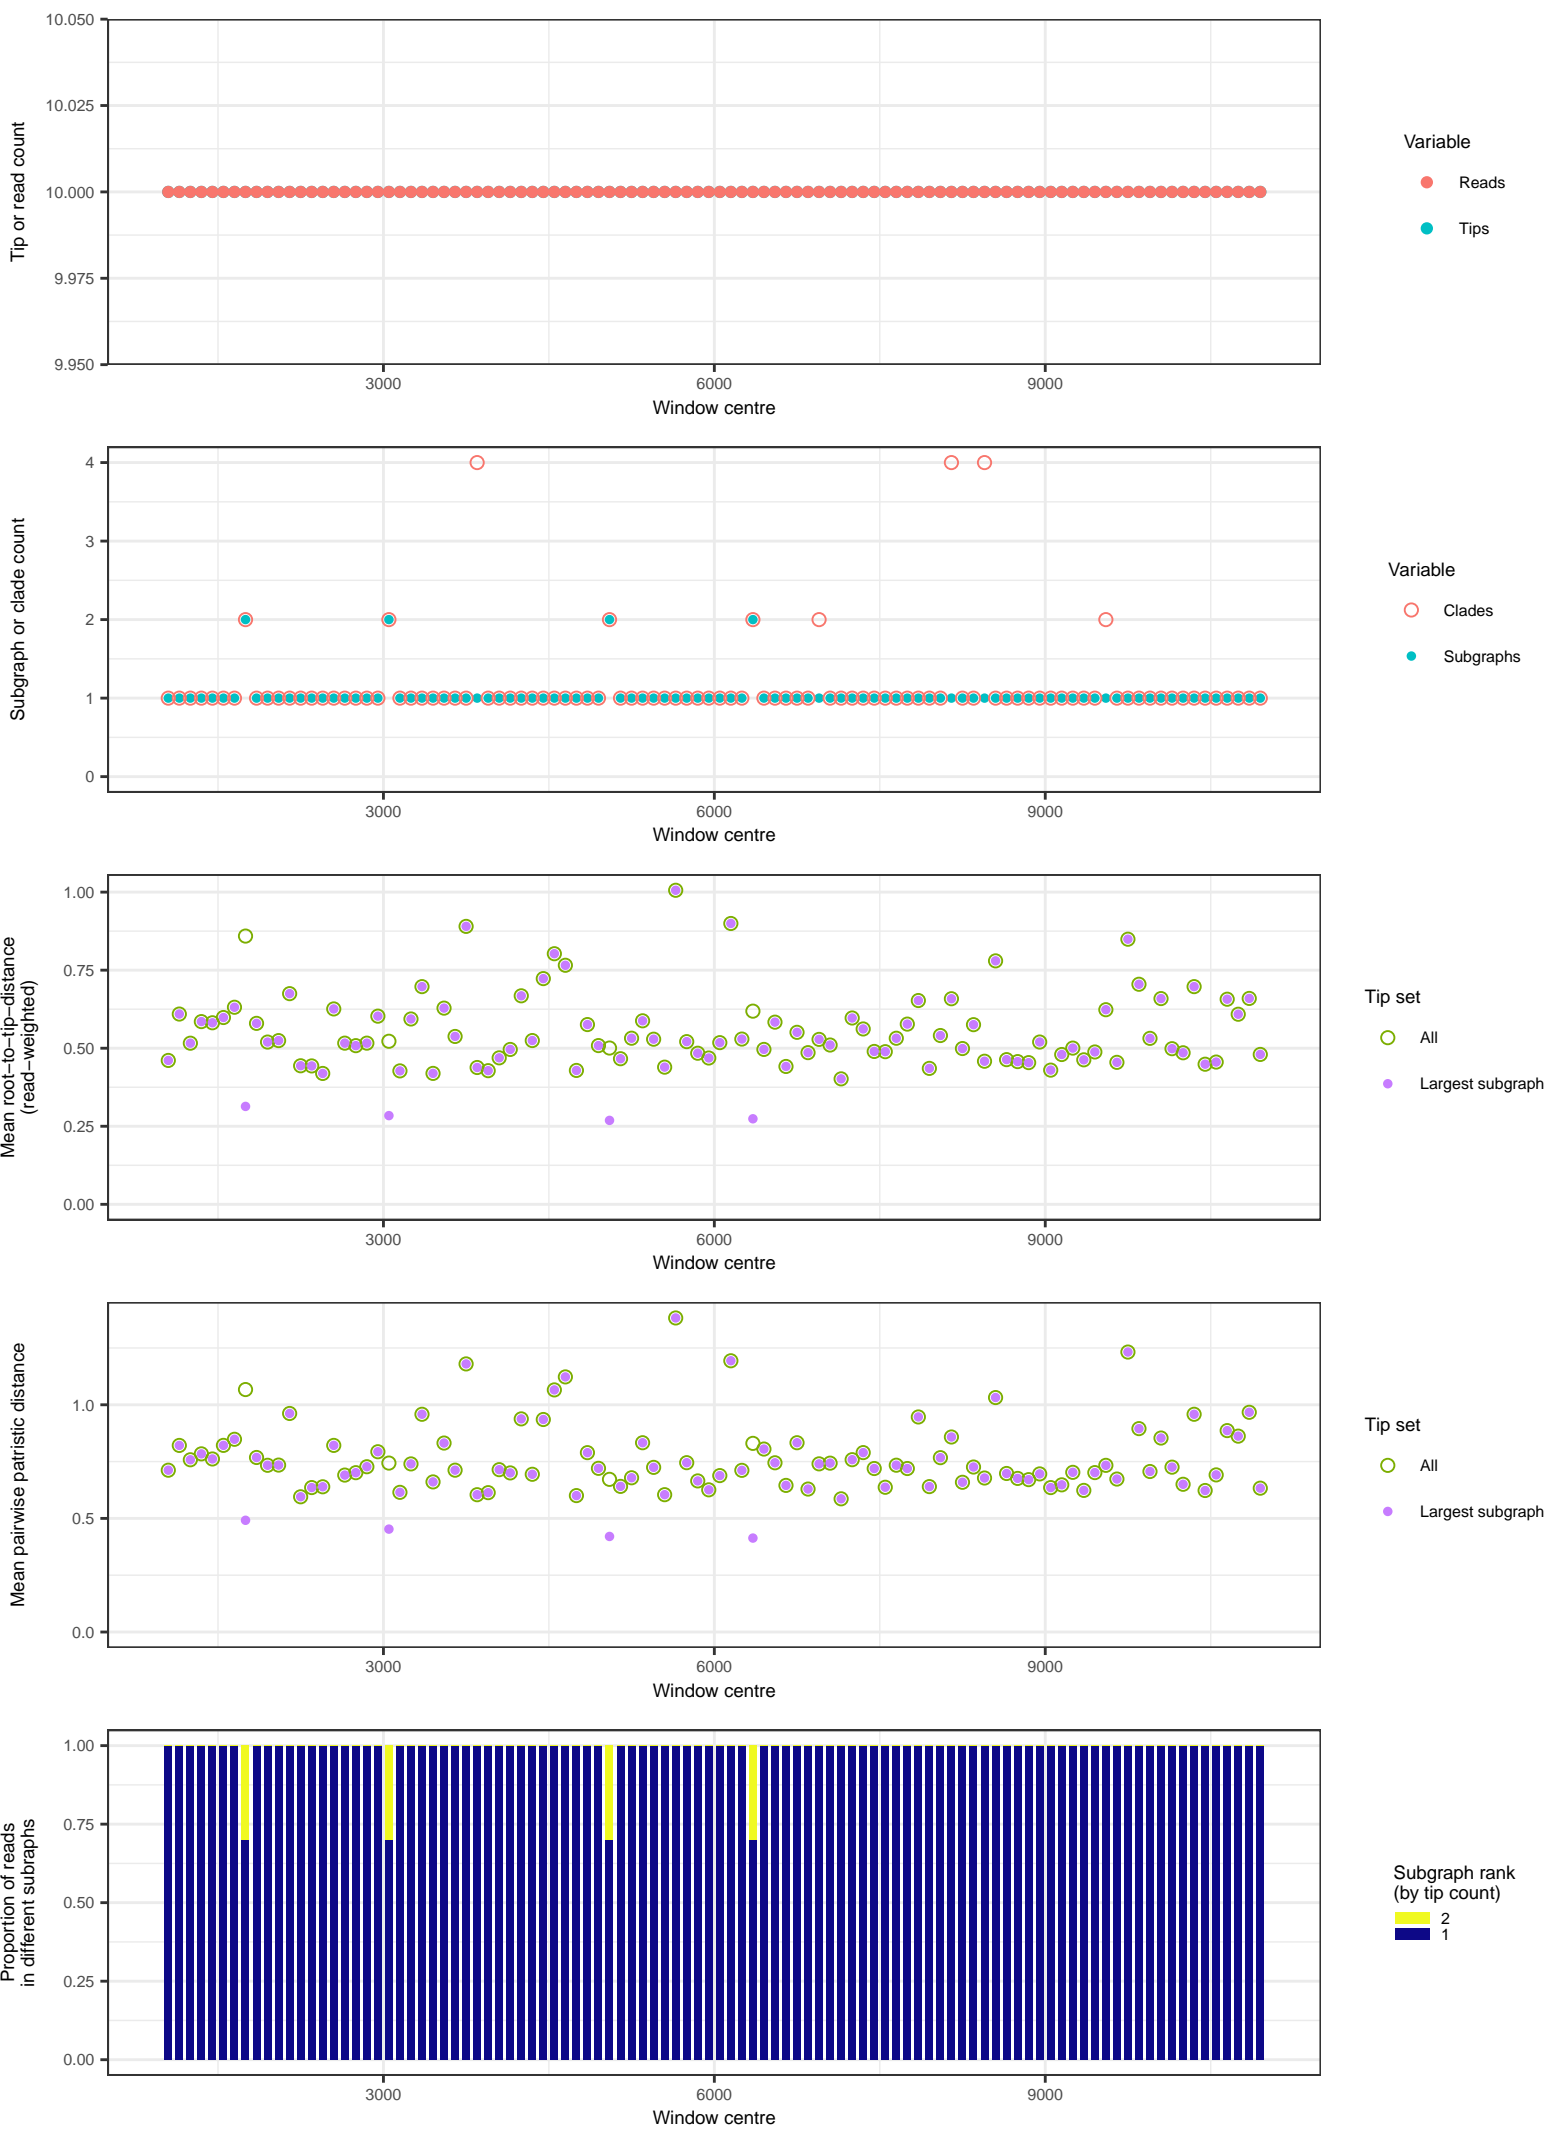 10.050
10.025
10.000
9.975
9.950
Tip or read count
3000 6000 9000
Window centre
Variable
Reads
Tips
4
3
2
1
0
Subgraph or clade count
3000 6000 9000
Window centre
Variable
Clades
Subgraphs
1.00
0.75
0.50
0.25
0.00
Mean root−to−tip−distance
(read−weighted)
3000 6000 9000
Window centre
Tip set
All
Largest subgraph
1.0
0.5
0.0
Mean pairwise patristic distance
3000 6000 9000
Window centre
Tip set
All
Largest subgraph
1.00
0.75
0.50
0.25
0.00
Proportion of reads
in different subraphs
3000 6000 9000
Window centre
Subgraph rank
(by tip count)
2
1